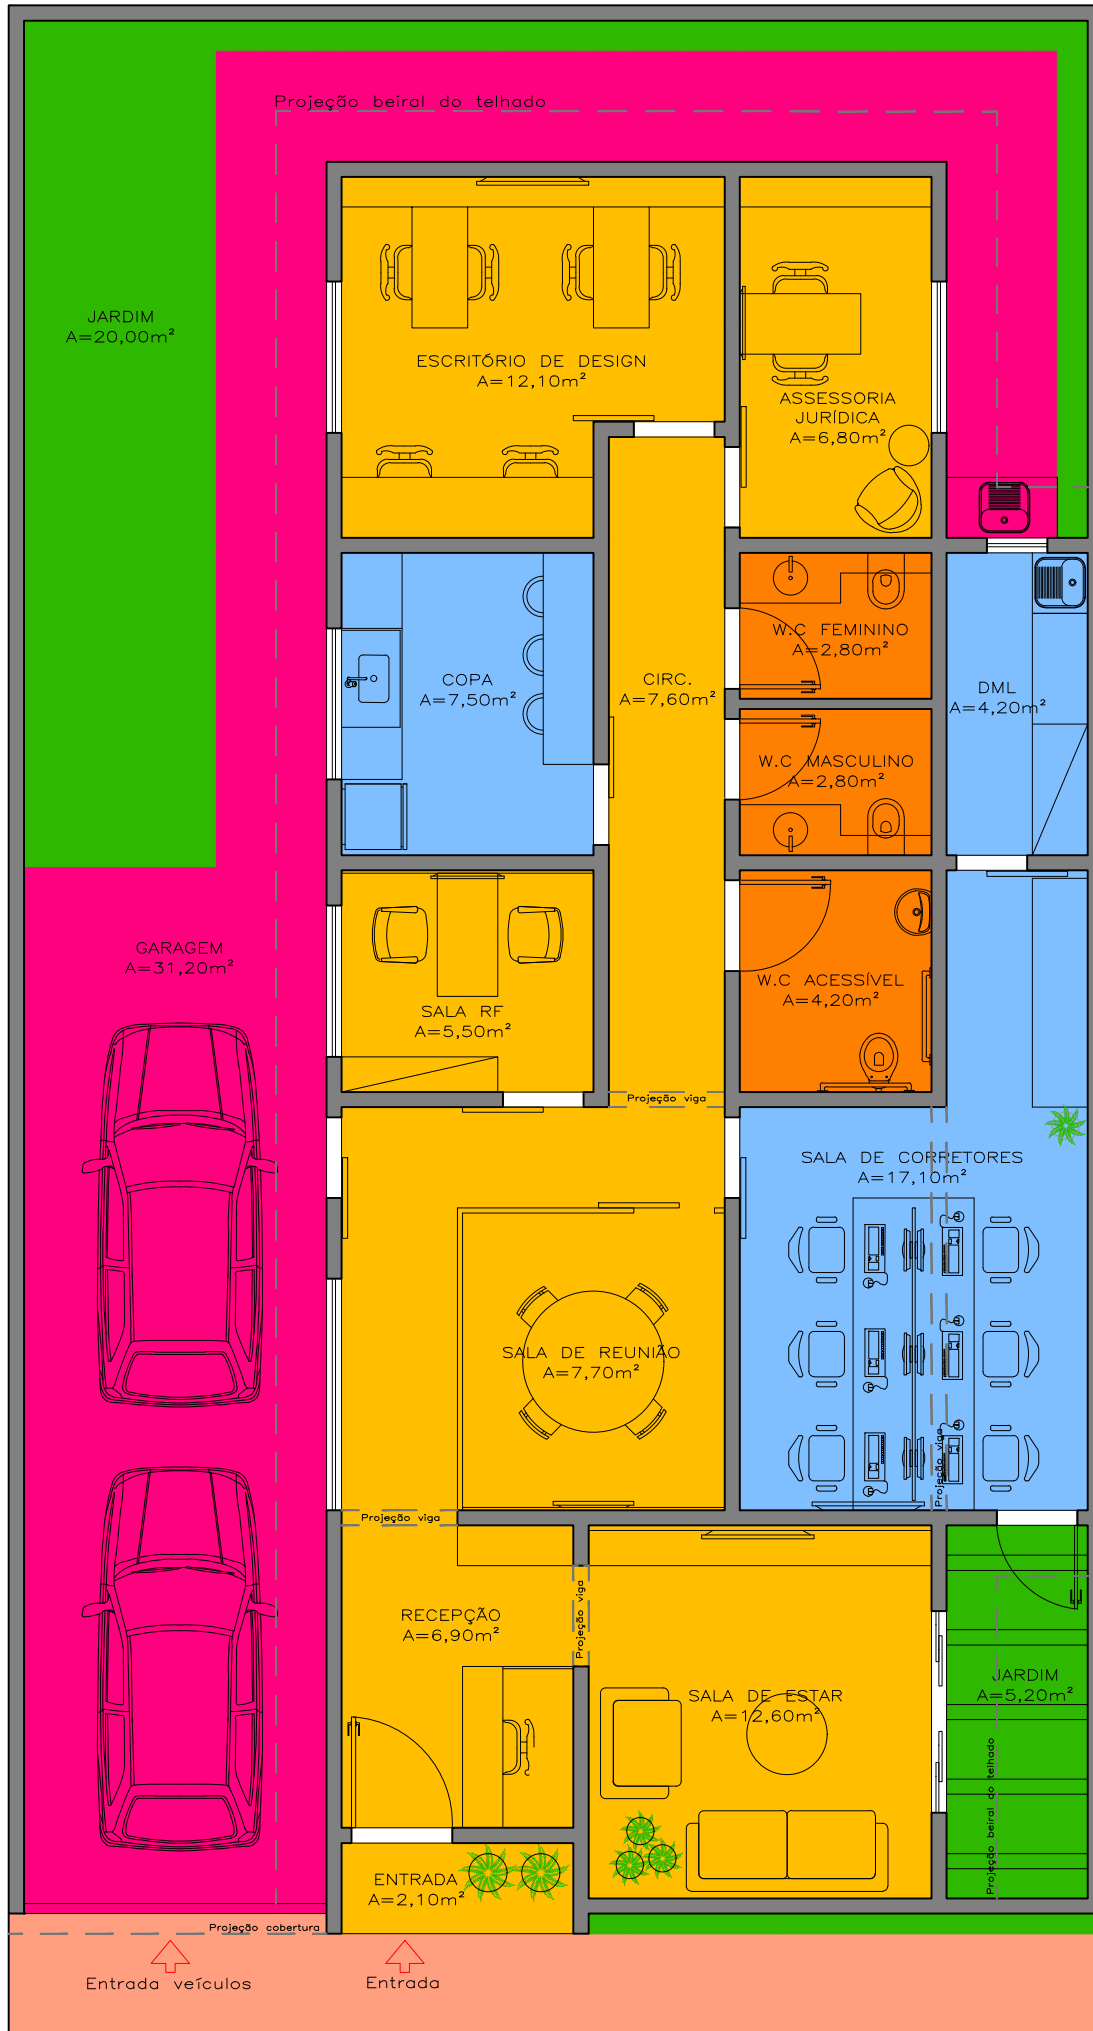 Projeção beiral do telhado
JARDIM
A=20,00m²
ESCRITÓRIO DE DESIGN
A=12,10m²
ASSESSORIA
JURÍDICA
A=6,80m²
W.C FEMININO
A=2,80m²
COPA
A=7,50m²
CIRC.
A=7,60m²
DML
A=4,20m²
W.C MASCULINO
A=2,80m²
GARAGEM
A=31,20m²
SALA RF
A=5,50m²
W.C ACESSÍVEL
A=4,20m²
Projeção viga
SALA DE CORRETORES
A=17,10m²
SALA DE REUNIÃO
A=7,70m²
Projeção viga
Projeção viga
Projeção viga
RECEPÇÃO
A=6,90m²
SALA DE ESTAR
A=12,60m²
JARDIM
A=5,20m²
Projeção beiral do telhado
ENTRADA
A=2,10m²
Projeção cobertura
Entrada veículos
Entrada